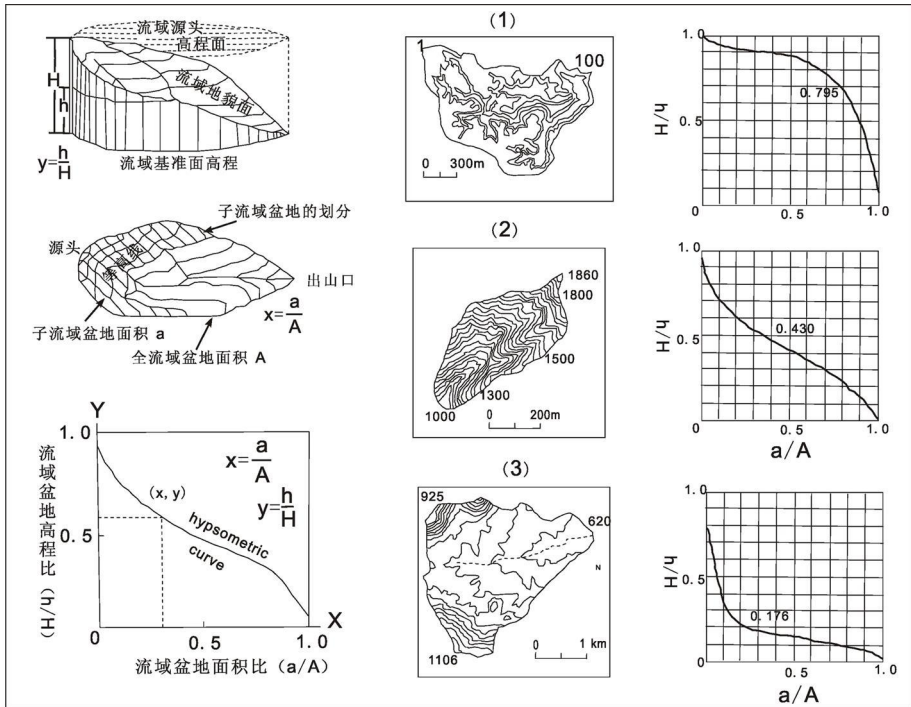 流域源头
高程面
流域地貌面
H
h
y=h/H
流域基准面高程
子流域盆地的划分
源头
等高线
出山口
x=a/A
子流域盆地面积 a
全流域盆地面积 A
Y
1.0
x=a/A
y=h/H
(x, y)
hypsometric
curve
0.5
流域盆地高程比（h/H）
0
0.5
1.0
X
流域盆地面积比（a/A）
(1)
1
100
0 300m
1.0
h/H
0.795
0.5
0.5
1.0
(2)
1860
1800
1500
1300
1000
0 200m
1.0
h/H
0.430
0.5
0.5
1.0
a/A
(3)
925
620
N
1106
0 1 km
1.0
h/H
0.5
0.176
0
0.5
1.0
a/A